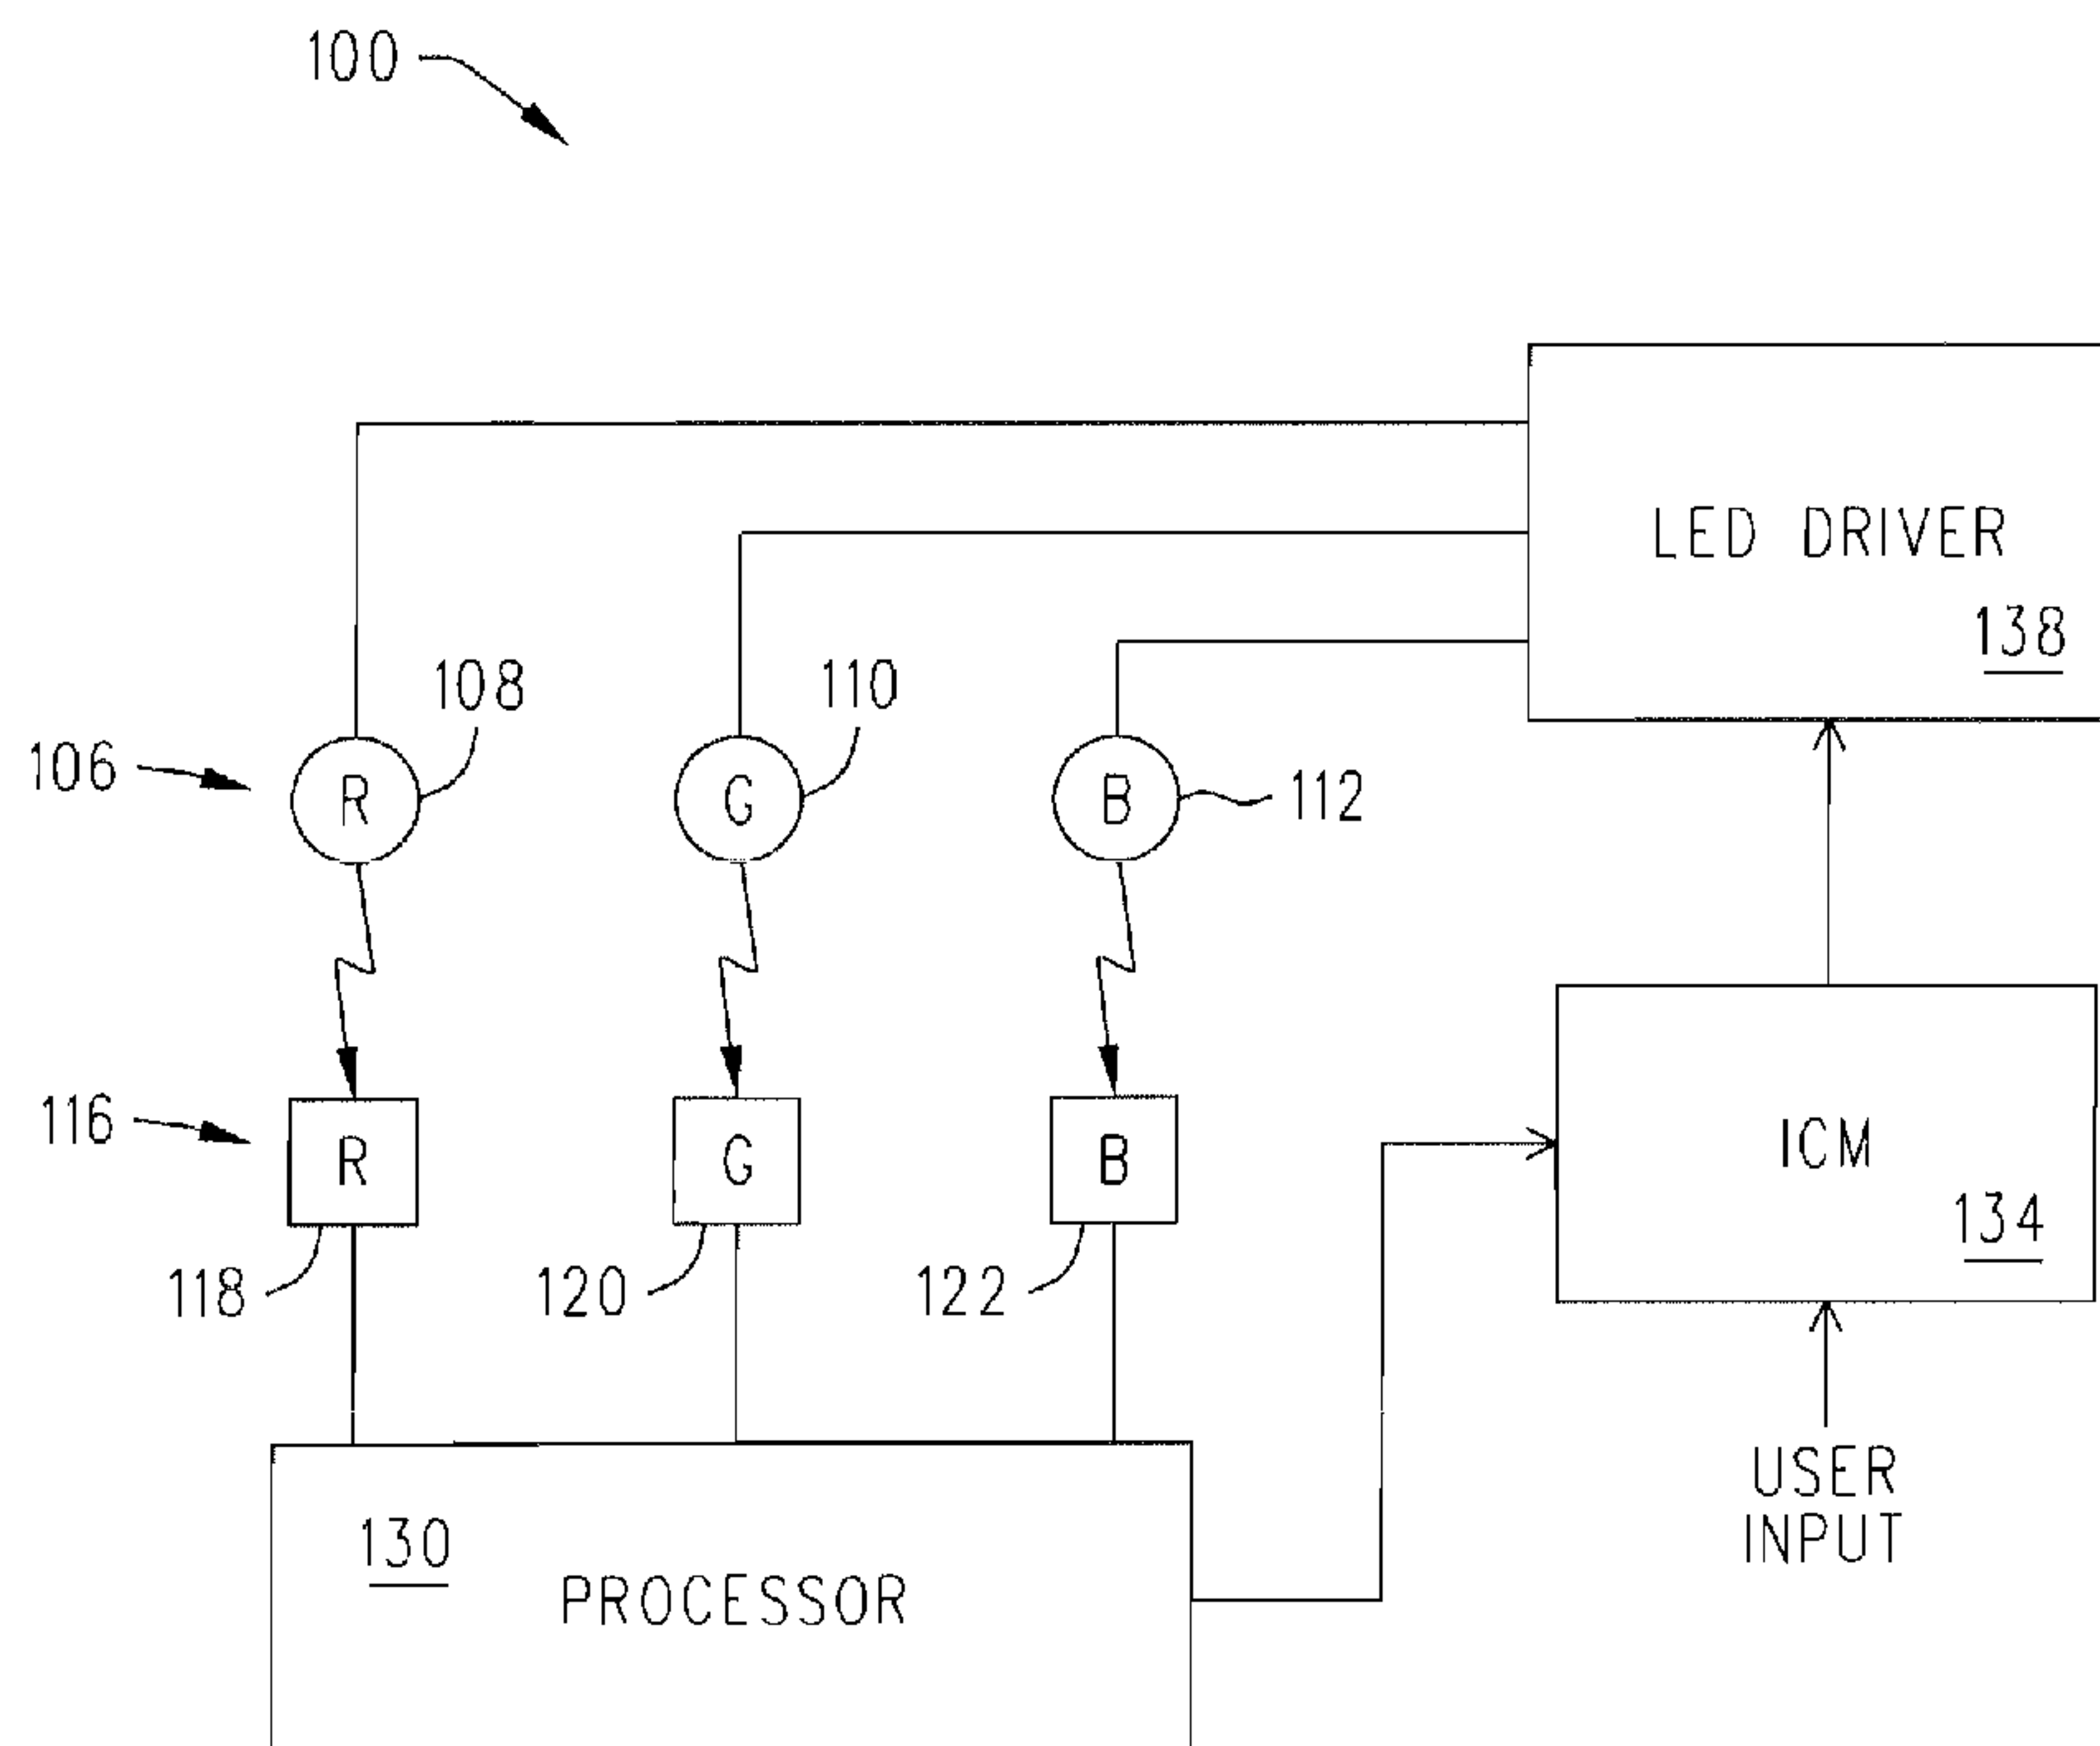 100
LED DRIVER
138
108
110
106
R
G
B
112
116
R
G
B
ICM
134
118
120
122
130
PROCESSOR
USER
INPUT